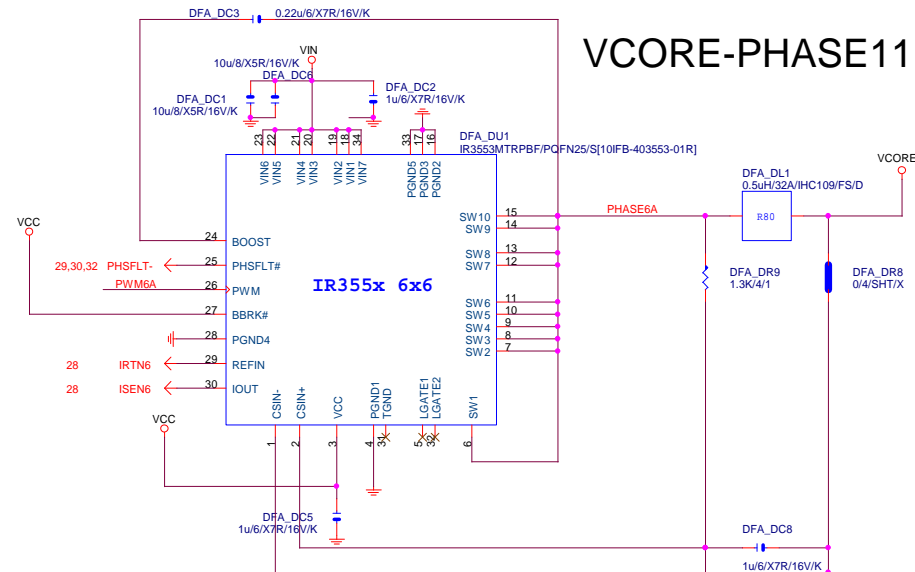 DFA_DC3 0.22u/6/X7R/16V/K
VCORE-PHASE11
VIN
10u/8/X5R/16V/K
DFA_DC6
DFA_DC1
10u/8/X5R/16V/K
DFA_DC2
1u/6/X7R/16V/K
DFA_DU1
IR3553MTRPBF/PQFN25/S[10IFB-403553-01R]
23 22 21 20 19 18 34 33 17 16
VIN6 VIN5 VIN4 VIN3 VIN2 VIN1 VIN7 PGND5 PGND3 PGND2
VCORE
DFA_DL1
0.5uH/32A/IHC109/FS/D
R80
PHASE6A
VCC
SW10 15
SW9 14
24 BOOST
SW8 13
SW7 12
29,30,32 PHSFLT- 25 PHSFLT#
PWM6A 26 PWM
IR355x 6x6
DFA_DR9
1.3K/4/1
DFA_DR8
0/4/SHT/X
27 BBRK#
SW6 11
SW5 10
SW4 9
SW3 8
SW2 7
28 PGND4
28 IRTN6 29 REFIN
28 ISEN6 30 IOUT
CSIN- CSIN+ VCC PGND1 TGND LGATE1 LGATE2 SW1
1 2 3 4 31 5 32 6
VCC
DFA_DC5
1u/6/X7R/16V/K
DFA_DC8
1u/6/X7R/16V/K